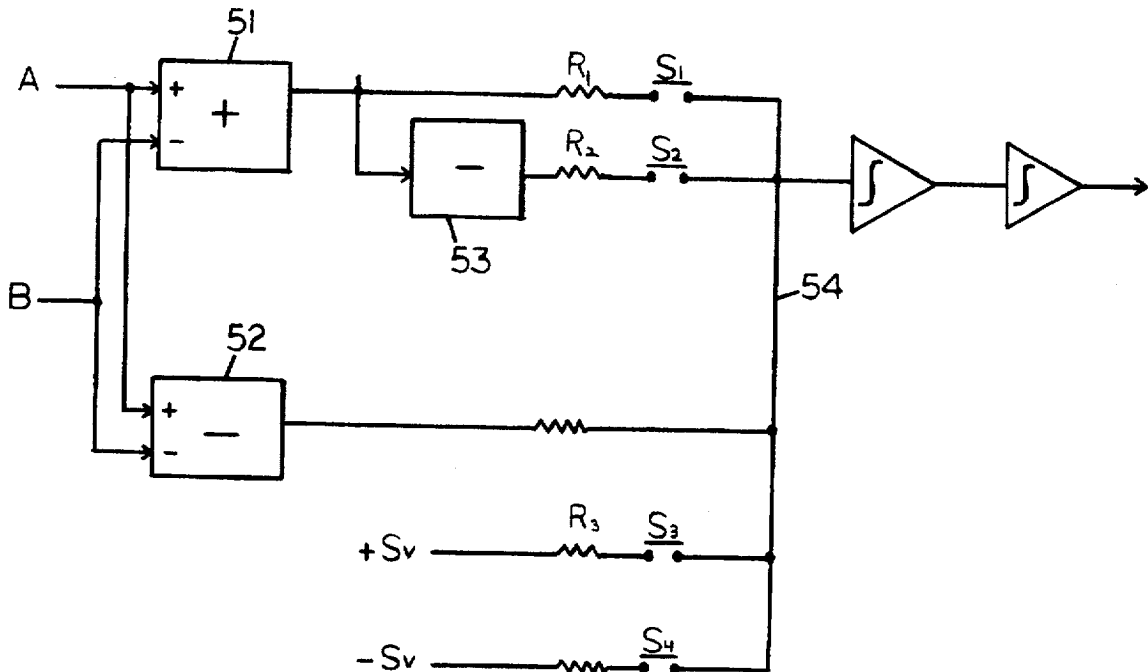 51
A
+
-
+
R1
S1
-
53
R2
S2
∫
∫
54
B
52
+
-
-
+Sv
R3
S3
-Sv
S4